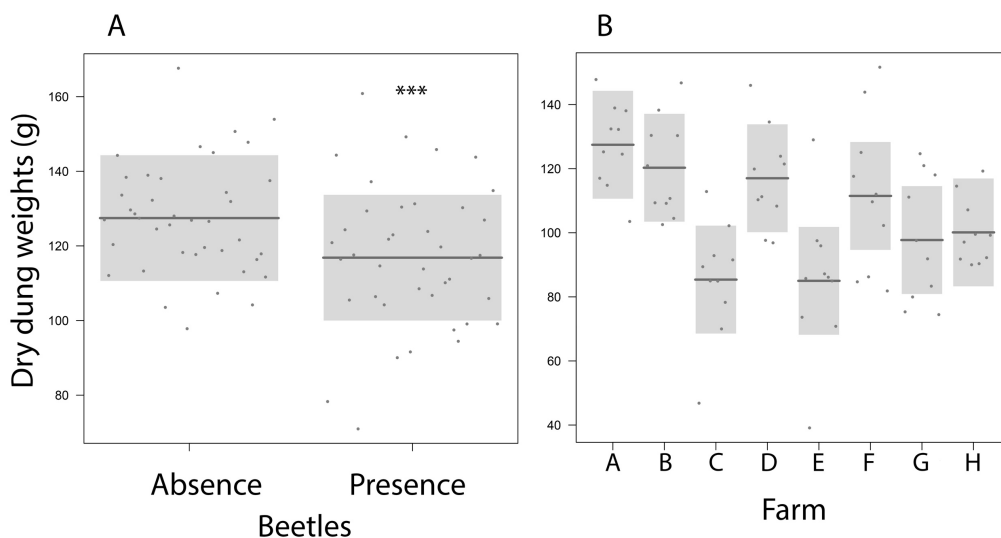 A
B
Dry dung weights (g)
160
140
120
100
80
***
Absence
Presence
Beetles
140
120
100
80
60
40
A B C D E F G H
Farm